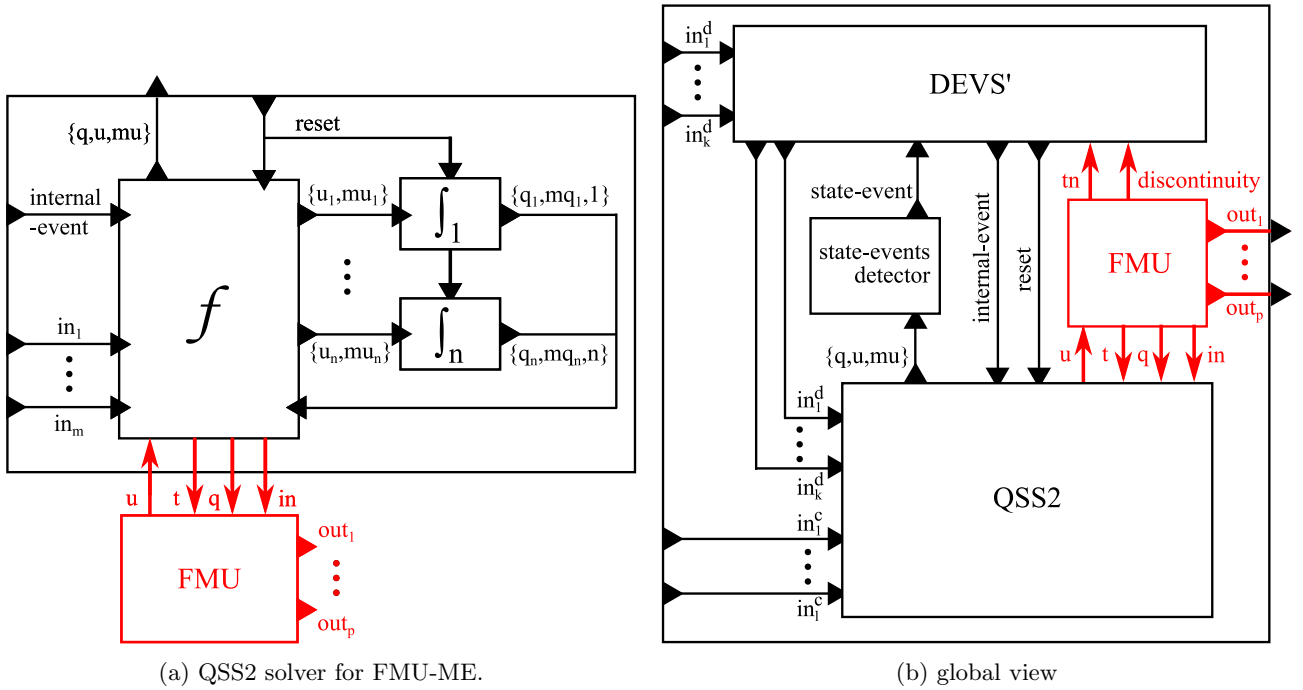 {q,u,mu}
reset
internal
-event
{u₁,mu₁}
∫₁
{q₁,mq₁,1}
f
in₁
{uₙ,muₙ}
∫ₙ
{qₙ,mqₙ,n}
inₘ
u t q in
FMU
out₁
outₚ
(a) QSS2 solver for FMU-ME.
in₁ᵈ
inₖᵈ
DEVS'
state-event
internal-event
reset
tn
discontinuity
state-events
detector
FMU
out₁
outₚ
{q,u,mu}
u t q in
in₁ᵈ
inₖᵈ
QSS2
in₁ᶜ
inₗᶜ
(b) global view